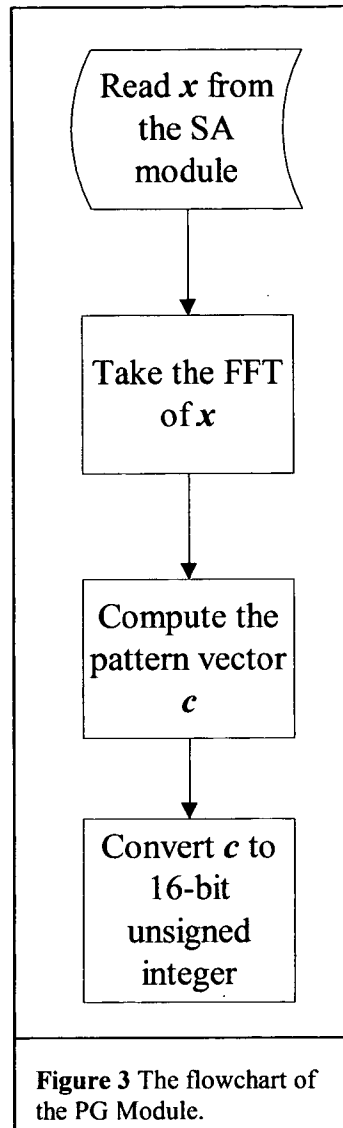 Read x from
the SA
module
Take the FFT
of x
Compute the
pattern vector
c
Convert c to
16-bit
unsigned
integer
Figure 3 The flowchart of
the PG Module.